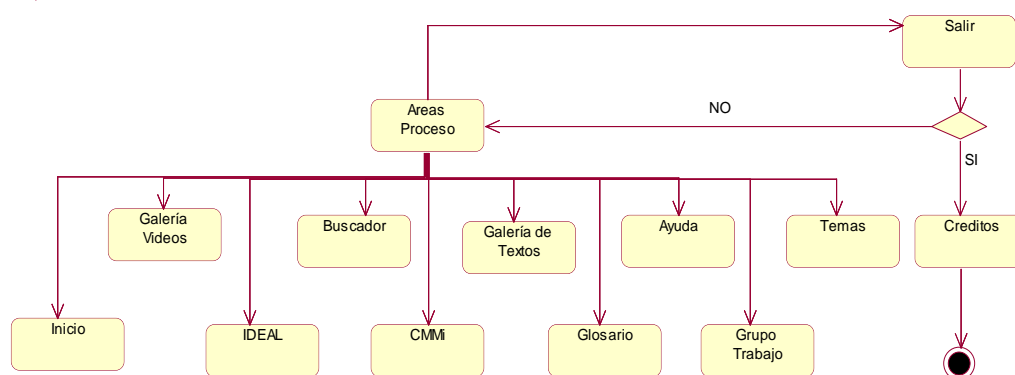 Salir
Areas
Proceso
NO
SI
Galería
Videos
Buscador
Galería de
Textos
Ayuda
Temas
Creditos
Inicio
IDEAL
CMMi
Glosario
Grupo
Trabajo